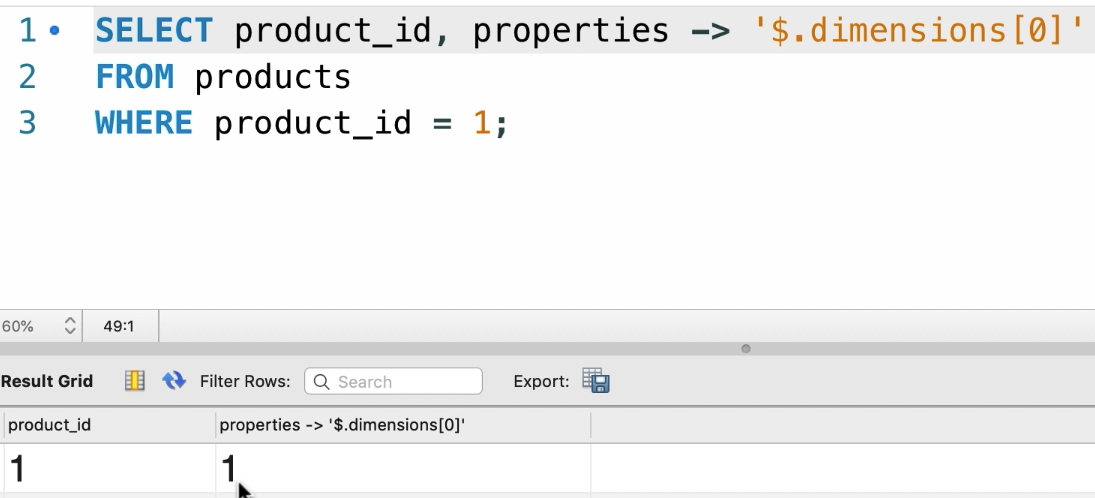 1 SELECT product_id, properties -> '$.dimensions[0]'
2 FROM products
3 WHERE product_id = 1;
60% 49:1
Result Grid Filter Rows: Search Export:
product_id properties -> '$.dimensions[0]'
1 1